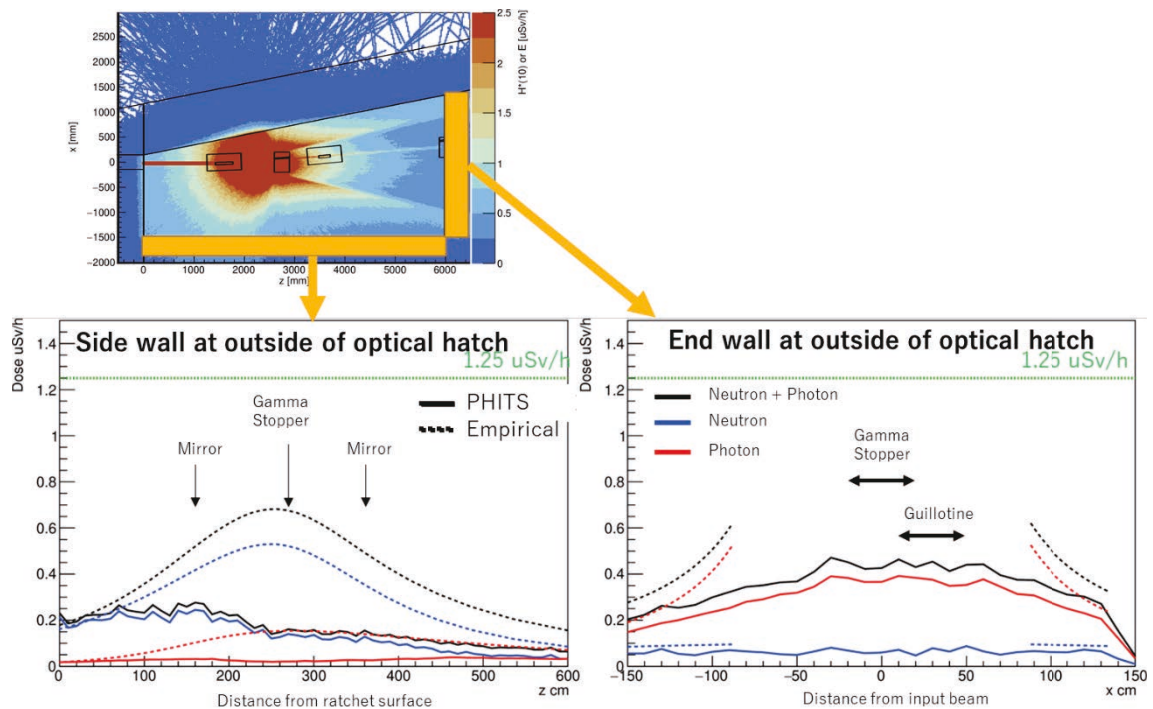 2500
2000
1500
1000
500
0
−500
−1000
−1500
−2000
x [mm]
0
1000
2000
3000
4000
5000
6000
z [mm]
2.5
2
1.5
1
0.5
0
H*(10) or E [uSv/h]
Side wall at outside of optical hatch
1.25 uSv/h
Dose uSv/h
1.4
1.2
1
0.8
0.6
0.4
0.2
0
Gamma
Stopper
Mirror
Mirror
PHITS
Empirical
0
100
200
300
400
500
600
z cm
Distance from ratchet surface
End wall at outside of optical hatch
1.25 uSv/h
Dose uSv/h
1.4
1.2
1
0.8
0.6
0.4
0.2
0
Neutron + Photon
Neutron
Photon
Gamma
Stopper
Guillotine
−150
−100
−50
0
50
100
150
x cm
Distance from input beam